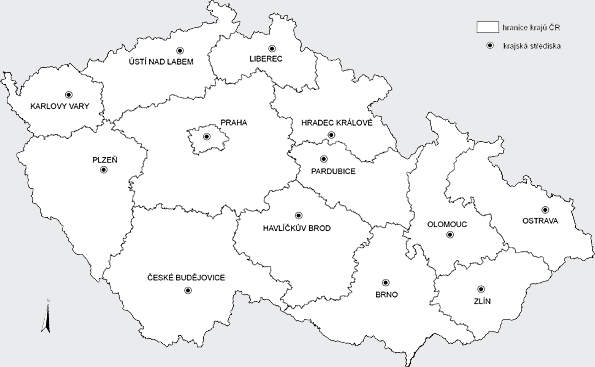 hranice krajů ČR
krajská střediska
ÚSTÍ NAD LABEM
LIBEREC
KARLOVY VARY
PRAHA
HRADEC KRÁLOVÉ
PLZEŇ
PARDUBICE
HAVLÍČKŮV BROD
OLOMOUC
OSTRAVA
ČESKÉ BUDĚJOVICE
BRNO
ZLÍN